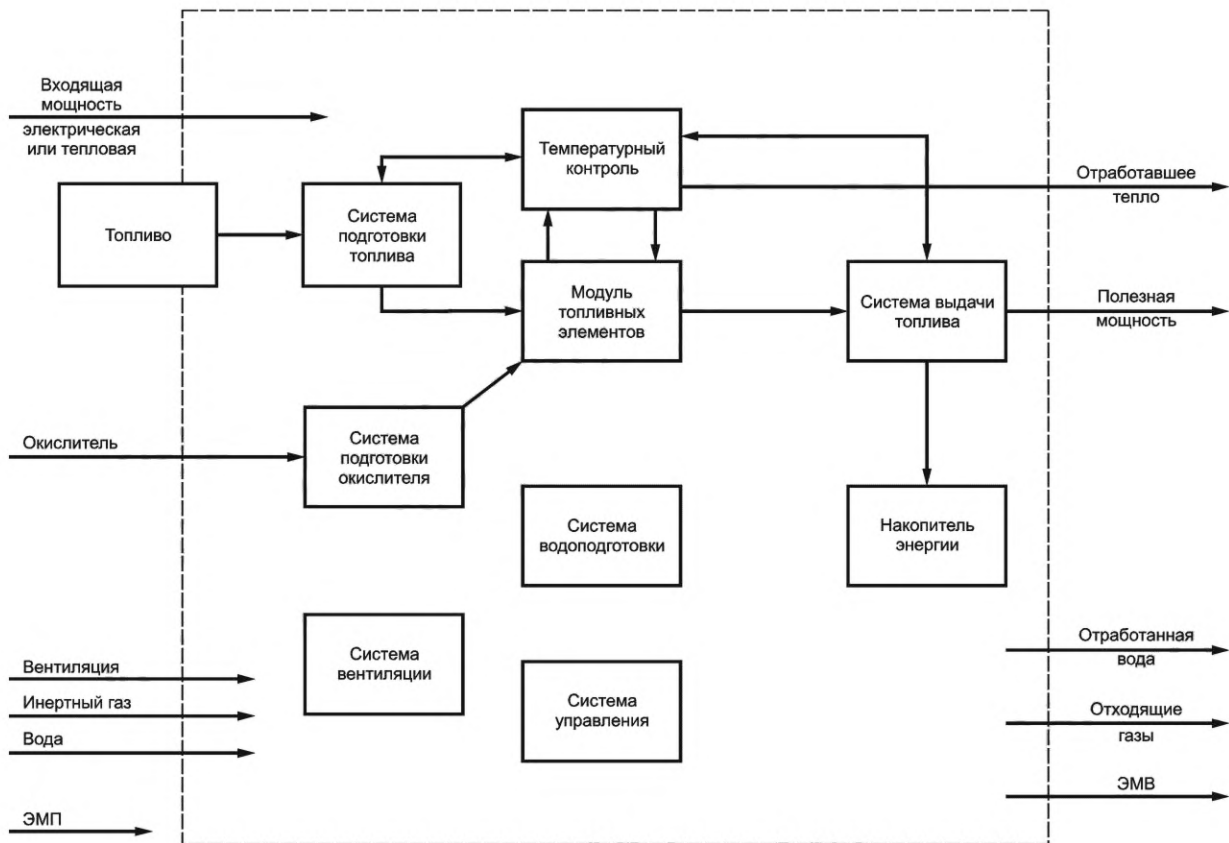 Входящая
мощность
электрическая
или тепловая
Топливо
Система
подготовки
топлива
Температурный
контроль
Отработавшее
тепло
Модуль
топливных
элементов
Система выдачи
топлива
Полезная
мощность
Окислитель
Система
подготовки
окислителя
Система
водоподготовки
Накопитель
энергии
Вентиляция
Инертный газ
Вода
Система
вентиляции
Система
управления
Отработанная
вода
Отходящие
газы
ЭМВ
ЭМП